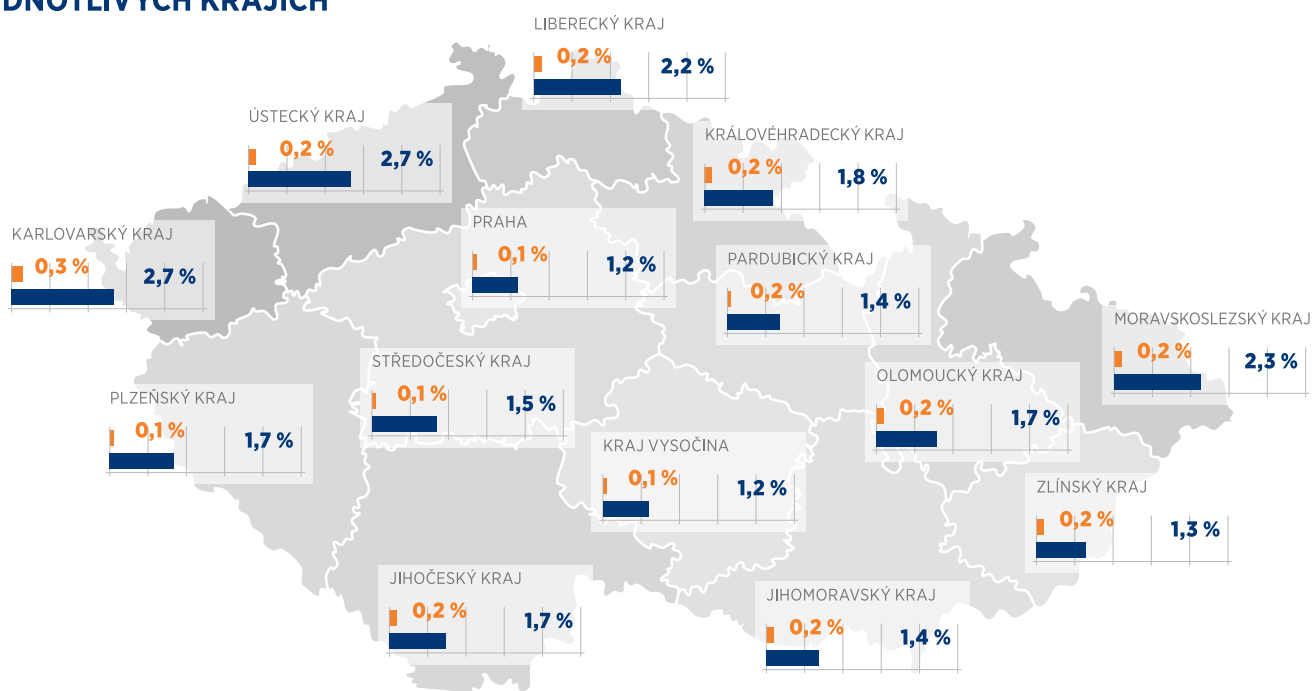 DNOTLIVÝCH KRAJÍCH
LIBERECKÝ KRAJ
0,2 %
2,2 %
ÚSTECKÝ KRAJ
0,2 %
2,7 %
KRÁLOVÉHRADECKÝ KRAJ
0,2 %
1,8 %
KARLOVARSKÝ KRAJ
0,3 %
2,7 %
PRAHA
0,1 %
1,2 %
PARDUBICKÝ KRAJ
0,2 %
1,4 %
MORAVSKOSLEZSKÝ KRAJ
0,2 %
2,3 %
STŘEDOČESKÝ KRAJ
0,1 %
1,5 %
OLOMOUCKÝ KRAJ
0,2 %
1,7 %
PLZEŇSKÝ KRAJ
0,1 %
1,7 %
KRAJ VYSOČINA
0,1 %
1,2 %
ZLÍNSKÝ KRAJ
0,2 %
1,3 %
JIHOČESKÝ KRAJ
0,2 %
1,7 %
JIHOMORAVSKÝ KRAJ
0,2 %
1,4 %